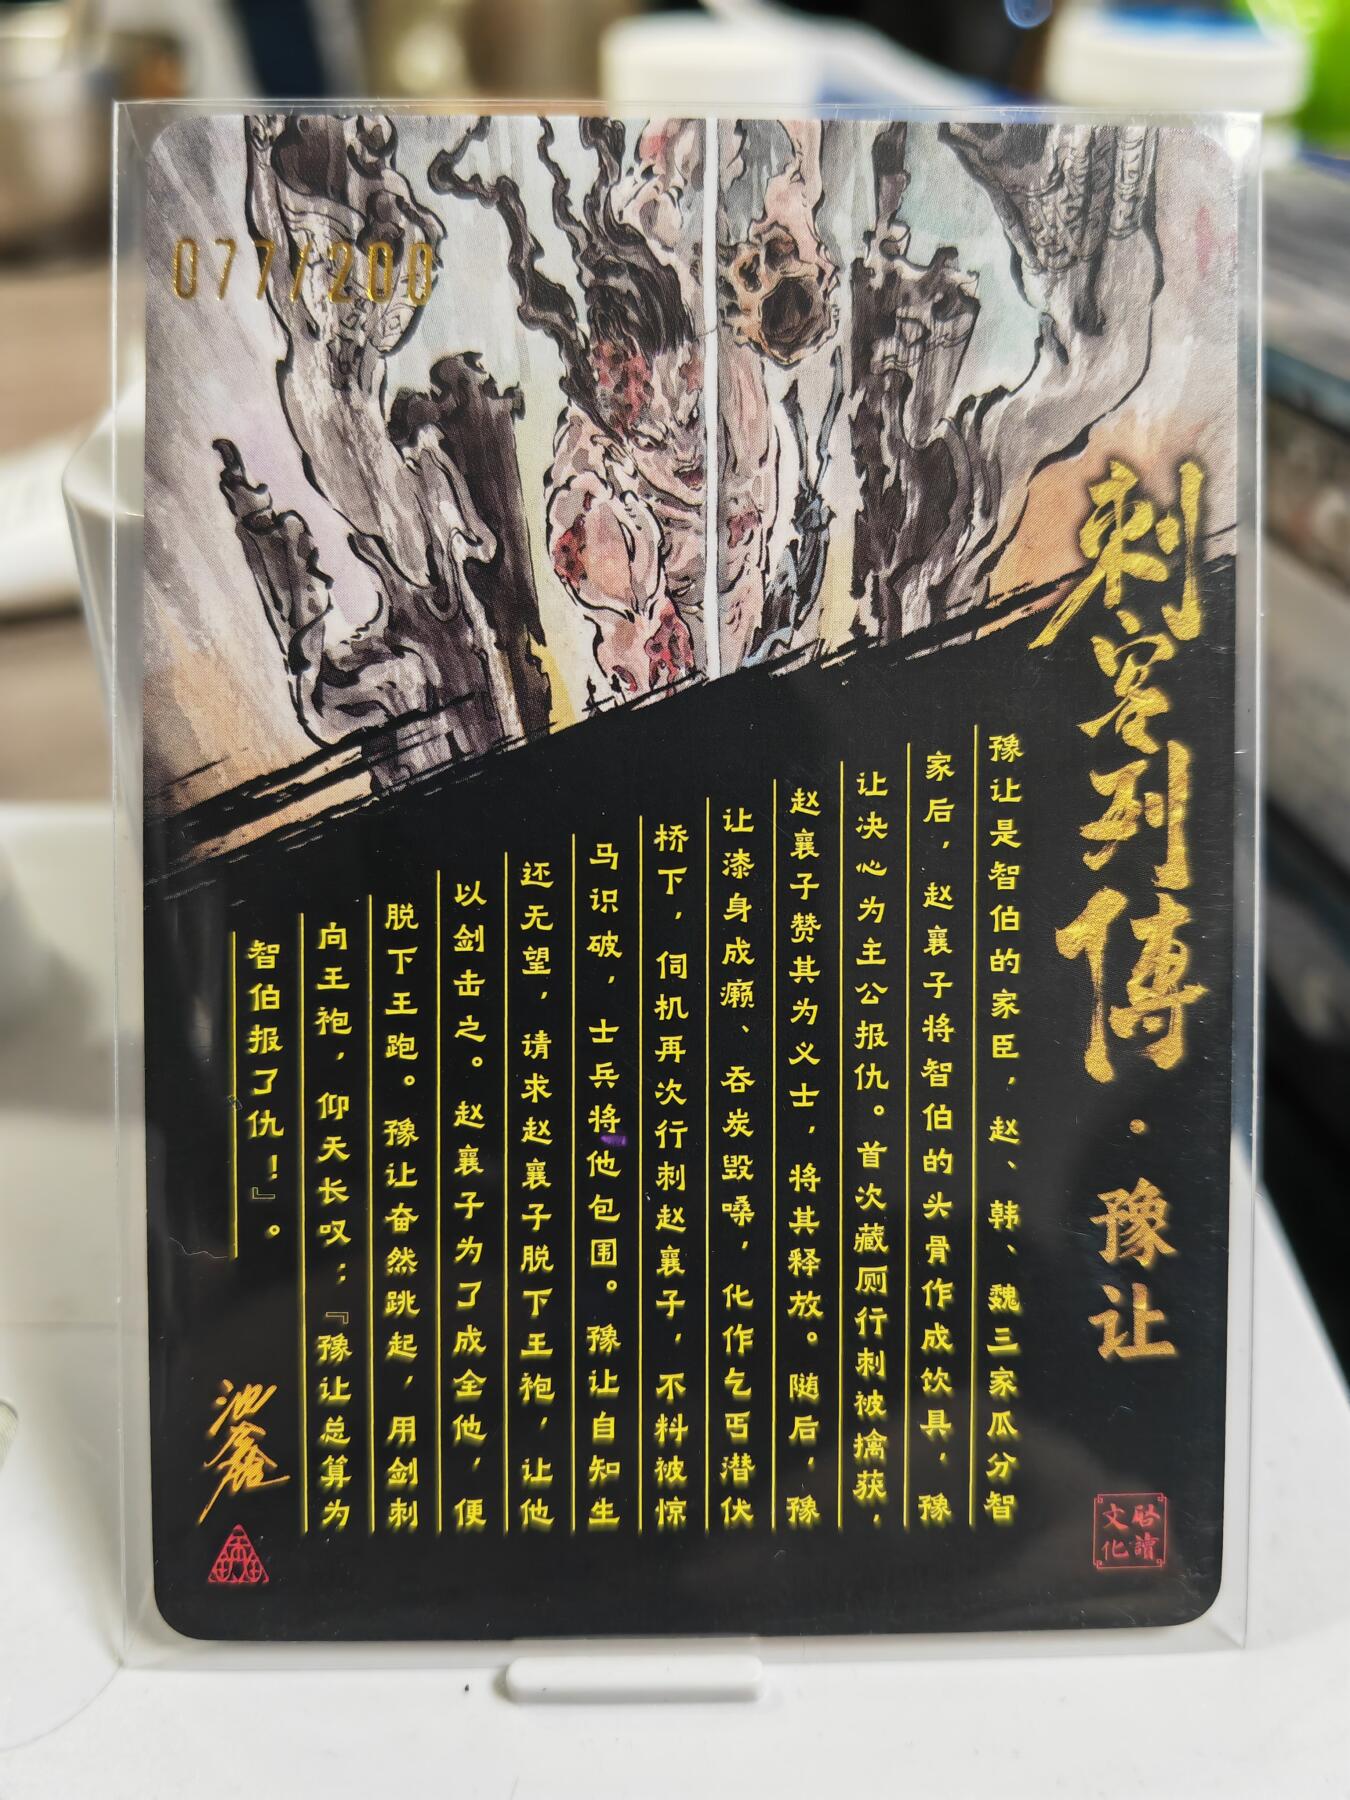 077/200
刺客列傳·豫让
豫让是智伯的家臣，赵、韩、魏三家瓜分智
家后，赵襄子将智伯的头骨作成饮具，豫
让决心为主公报仇。首次藏厕行刺被擒获，
赵襄子赞其为义士，将其释放。随后，豫
让漆身成癞、吞炭毁嗓，化作乞丐潜伏
桥下，伺机再次行刺赵襄子，不料被惊
马识破，士兵将他包围。豫让自知生
还无望，请求赵襄子脱下王袍，让他
以剑击之。赵襄子为了成全他，便
脱下王跑。豫让奋然跳起，用剑刺
向王袍，仰天长叹：『豫让总算为
智伯报了仇！』。
启讀
文化